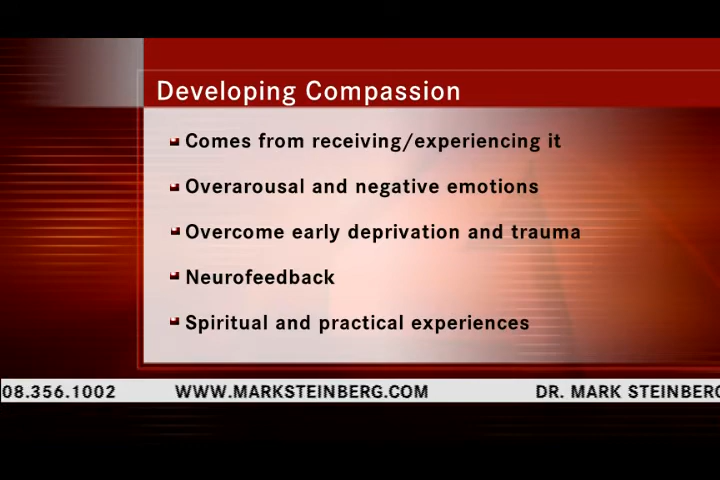 Developing Compassion
Comes from receiving/experiencing it
Overarousal and negative emotions
Overcome early deprivation and trauma
Neurofeedback
Spiritual and practical experiences
08.356.1002 WWW.MARKSTEINBERG.COM DR. MARK STEINBERG